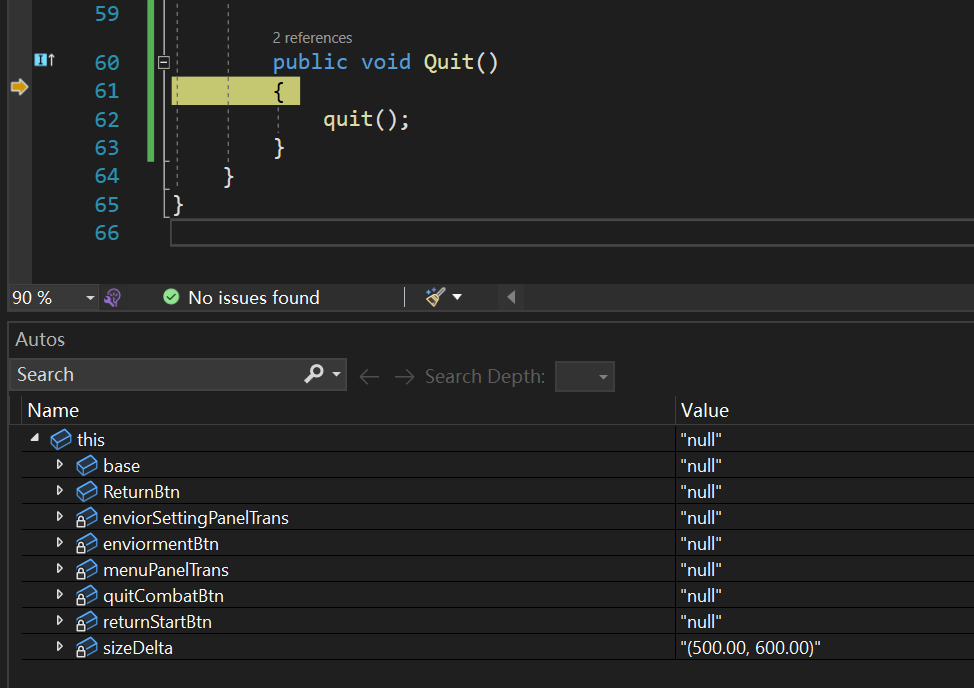 59
2 references
60 public void Quit()
61 {
62 quit();
63 }
64 }
65 }
66
90 % No issues found
Autos
Search Search Depth:
Name Value
this "null"
base "null"
ReturnBtn "null"
enviorSettingPanelTrans "null"
enviormentBtn "null"
menuPanelTrans "null"
quitCombatBtn "null"
returnStartBtn "null"
sizeDelta "(500.00, 600.00)"